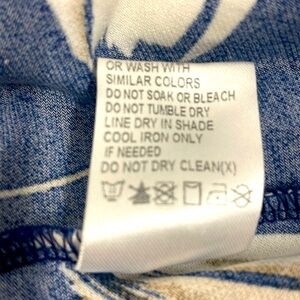 OR WASH WITH
SIMILAR COLORS
DO NOT SOAK OR BLEACH
DO NOT TUMBLE DRY
LINE DRY IN SHADE
COOL IRON ONLY
IF NEEDED
DO NOT DRY CLEAN(X)